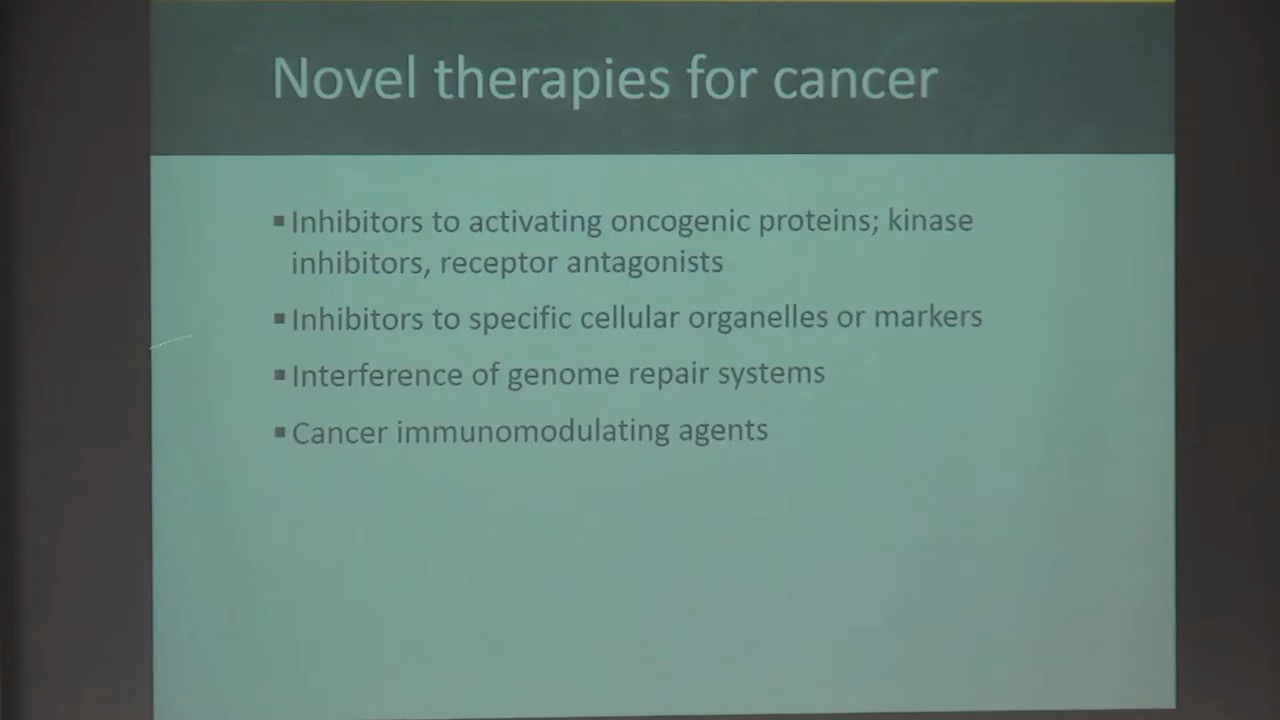 Novel therapies for cancer
▪Inhibitors to activating oncogenic proteins; kinase
inhibitors, receptor antagonists
▪Inhibitors to specific cellular organelles or markers
▪Interference of genome repair systems
▪Cancer immunomodulating agents